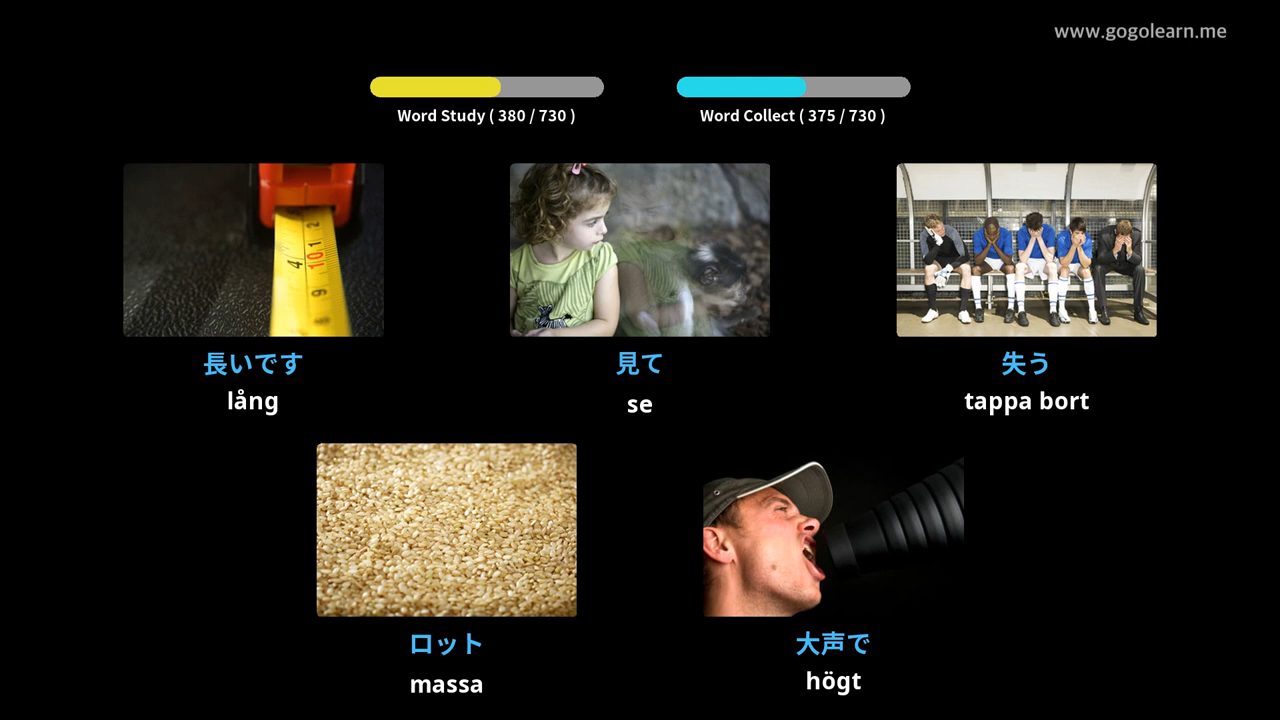 www.gogolearn.me
Word Study ( 380 / 730 )
Word Collect ( 375 / 730 )
長いです
lång
見て
se
失う
tappa bort
ロット
massa
大声で
högt